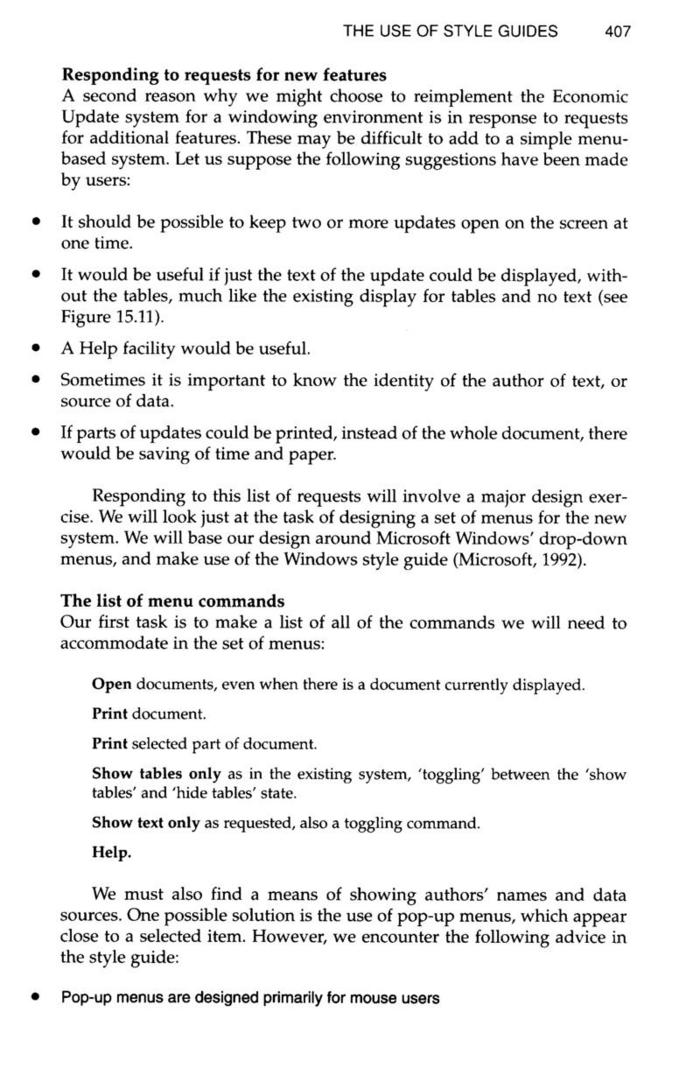 THE USE OF STYLE GUIDES 407
Responding to requests for new features
A second reason why we might choose to reimplement the Economic
Update system for a windowing environment is in response to requests
for additional features. These may be difficult to add to a simple menu-
based system. Let us suppose the following suggestions have been made
by users:
• It should be possible to keep two or more updates open on the screen at
one time.
• It would be useful if just the text of the update could be displayed, with-
out the tables, much like the existing display for tables and no text (see
Figure 15.11).
• A Help facility would be useful.
• Sometimes it is important to know the identity of the author of text, or
source of data.
• If parts of updates could be printed, instead of the whole document, there
would be saving of time and paper.
Responding to this list of requests will involve a major design exer-
cise. We will look just at the task of designing a set of menus for the new
system. We will base our design around Microsoft Windows' drop-down
menus, and make use of the Windows style guide (Microsoft, 1992).
The list of menu commands
Our first task is to make a list of all of the commands we will need to
accommodate in the set of menus:
Open documents, even when there is a document currently displayed.
Print document.
Print selected part of document.
Show tables only as in the existing system, 'toggling' between the 'show
tables' and 'hide tables' state.
Show text only as requested, also a toggling command.
Help.
We must also find a means of showing authors' names and data
sources. One possible solution is the use of pop-up menus, which appear
close to a selected item. However, we encounter the following advice in
the style guide:
• Pop-up menus are designed primarily for mouse users